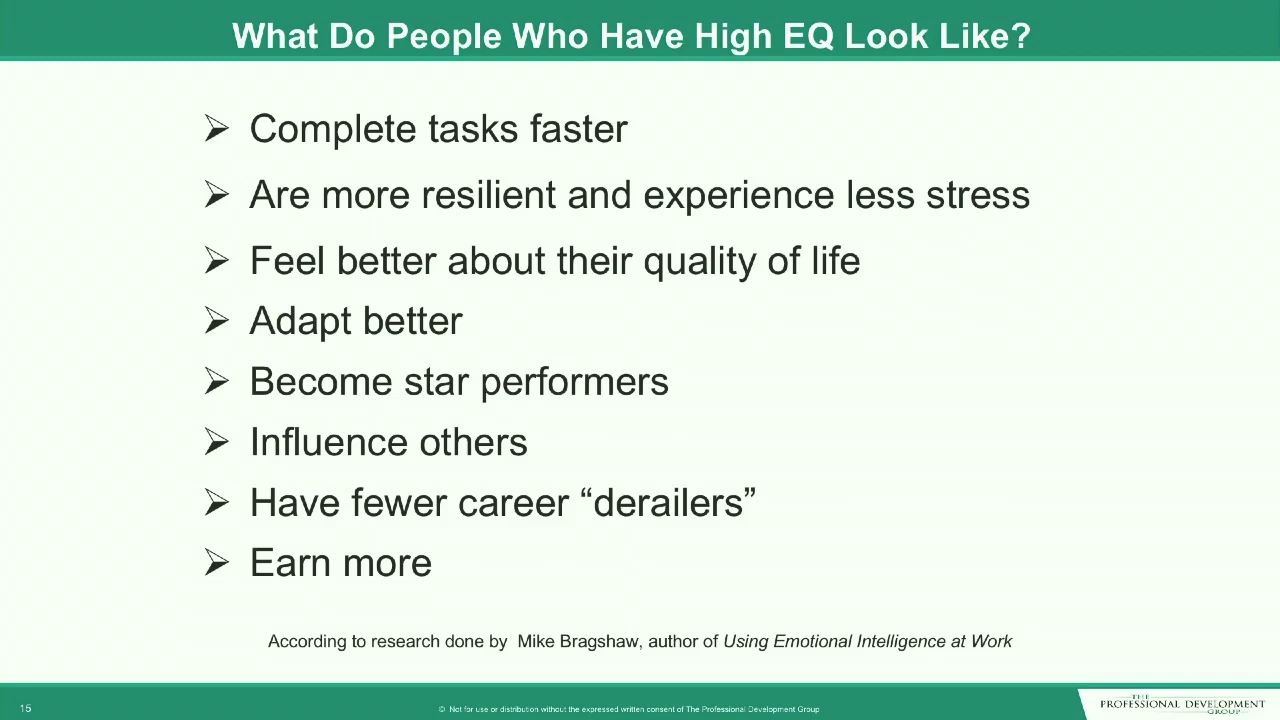 What Do People Who Have High EQ Look Like?
Complete tasks faster
Are more resilient and experience less stress
Feel better about their quality of life
Adapt better
Become star performers
Influence others
Have fewer career “derailers”
Earn more
According to research done by  Mike Bragshaw, author of Using Emotional Intelligence at Work
15
© Not for use or distribution without the expressed written consent of The Professional Development Group
THE
PROFESSIONAL DEVELOPMENT
GROUP